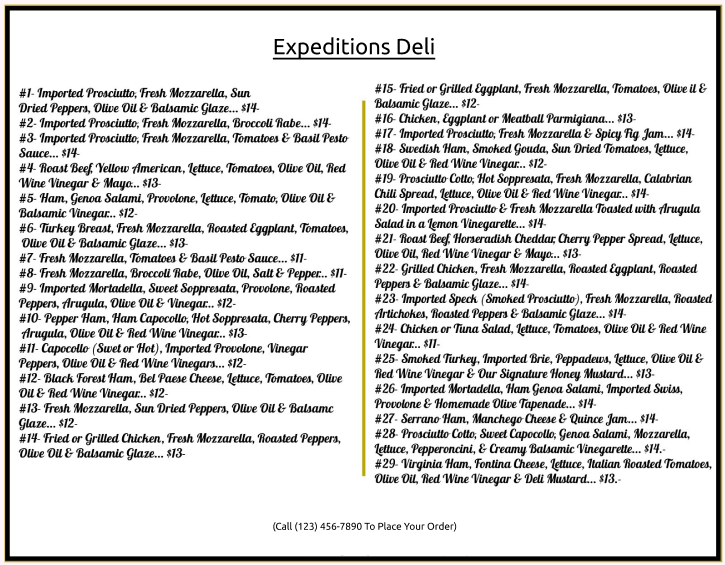 Expeditions Deli
#1- Imported Prosciutto, Fresh Mozzarella, Sun
Dried Peppers, Olive Oil & Balsamic Glaze... $14-
#2- Imported Prosciutto, Fresh Mozzarella, Broccoli Rabe... $14-
#3- Imported Prosciutto, Fresh Mozzarella, Tomatoes & Basil Pesto
Sauce... $14-
#4- Roast Beef, Yellow American, Lettuce, Tomatoes, Olive Oil, Red
Wine Vinegar & Mayo... $13-
#5- Ham, Genoa Salami, Provolone, Lettuce, Tomato, Olive Oil &
Balsamic Vinegar... $12-
#6- Turkey Breast, Fresh Mozzarella, Roasted Eggplant, Tomatoes,
Olive Oil & Balsamic Glaze... $13-
#7- Fresh Mozzarella, Tomatoes & Basil Pesto Sauce... $11-
#8- Fresh Mozzarella, Broccoli Rabe, Olive Oil, Salt & Pepper... $11-
#9- Imported Mortadella, Sweet Soppresata, Provolone, Roasted
Peppers, Arugula, Olive Oil & Vinegar... $12-
#10- Pepper Ham, Ham Capocollo, Hot Soppresata, Cherry Peppers,
Arugula, Olive Oil & Red Wine Vinegar... $13-
#11- Capocollo (Swet or Hot), Imported Provolone, Vinegar
Peppers, Olive Oil & Red Wine Vinegars... $12-
#12- Black Forest Ham, Bel Paese Cheese, Lettuce, Tomatoes, Olive
Oil & Red Wine Vinegar... $12-
#13- Fresh Mozzarella, Sun Dried Peppers, Olive Oil & Balsamc
Glaze... $12-
#14- Fried or Grilled Chicken, Fresh Mozzarella, Roasted Peppers,
Olive Oil & Balsamic Glaze... $13-
#15- Fried or Grilled Eggplant, Fresh Mozzarella, Tomatoes, Olive il &
Balsamic Glaze... $12-
#16- Chicken, Eggplant or Meatball Parmigiana... $13-
#17- Imported Prosciutto, Fresh Mozzarella & Spicy Fig Jam... $14-
#18- Swedish Ham, Smoked Gouda, Sun Dried Tomatoes, Lettuce,
Olive Oil & Red Wine Vinegar... $12-
#19- Prosciutto Cotto, Hot Soppresata, Fresh Mozzarella, Calabrian
Chili Spread, Lettuce, Olive Oil & Red Wine Vinegar... $14-
#20- Imported Prosciutto & Fresh Mozzarella Toasted with Arugula
Salad in a Lemon Vinegarette... $14-
#21- Roast Beef, Horseradish Cheddar, Cherry Pepper Spread, Lettuce,
Olive Oil, Red Wine Vinegar & Mayo... $13-
#22- Grilled Chicken, Fresh Mozzarella, Roasted Eggplant, Roasted
Peppers & Balsamic Glaze... $14-
#23- Imported Speck (Smoked Prosciutto), Fresh Mozzarella, Roasted
Artichokes, Roasted Peppers & Balsamic Glaze... $14-
#24- Chicken or Tuna Salad, Lettuce, Tomatoes, Olive Oil & Red Wine
Vinegar... $11-
#25- Smoked Turkey, Imported Brie, Peppadews, Lettuce, Olive Oil &
Red Wine Vinegar & Our Signature Honey Mustard... $13-
#26- Imported Mortadella, Ham Genoa Salami, Imported Swiss,
Provolone & Homemade Olive Tapenade... $14-
#27- Serrano Ham, Manchego Cheese & Quince Jam... $14-
#28- Prosciutto Cotto, Sweet Capocollo, Genoa Salami, Mozzarella,
Lettuce, Pepperoncini, & Creamy Balsamic Vinegarette... $14.-
#29- Virginia Ham, Fontina Cheese, Lettuce, Italian Roasted Tomatoes,
Olive Oil, Red Wine Vinegar & Deli Mustard... $13.-
(Call (123) 456-7890 To Place Your Order)